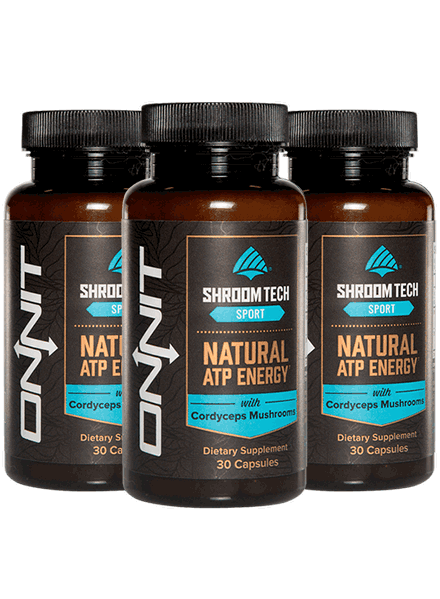 ONNIT
SHROOM TECH
SPORT
NATURAL
ATP ENERGY
with
Cordyceps Mushrooms
Dietary Supplement
30 Capsules
ONNIT
SHROOM TECH
®
SPORT
NATURAL
ATP ENERGY
with
Cordyceps Mushrooms
Dietary Supplement
30 Capsules
SHROOM TECH
®
SPORT
NATURAL
ATP ENERGY
with
Cordyceps Mushrooms
Dietary Supplement
30 Capsules